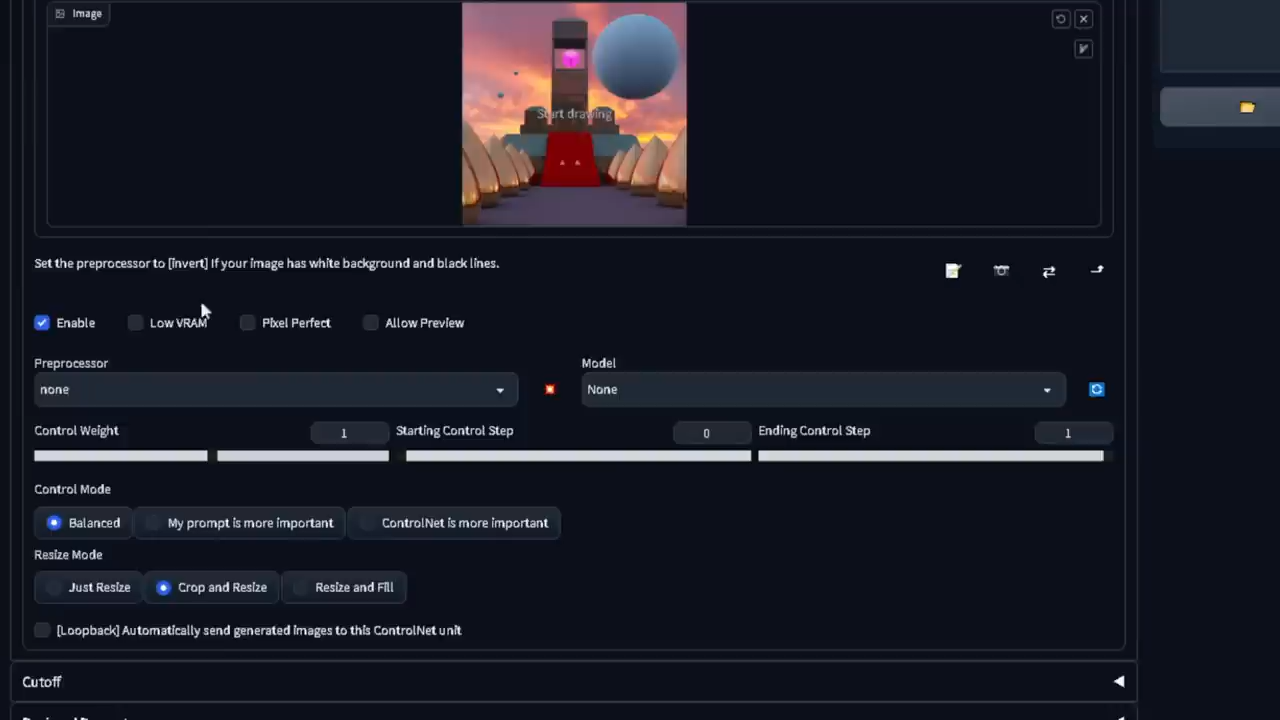 Image
Start drawing
Set the preprocessor to [invert] If your image has white background and black lines.
Enable
Low VRAM
Pixel Perfect
Allow Preview
Preprocessor
Model
none
None
Control Weight
1
Starting Control Step
0
Ending Control Step
1
Control Mode
Balanced
My prompt is more important
ControlNet is more important
Resize Mode
Just Resize
Crop and Resize
Resize and Fill
[Loopback] Automatically send generated images to this ControlNet unit
Cutoff